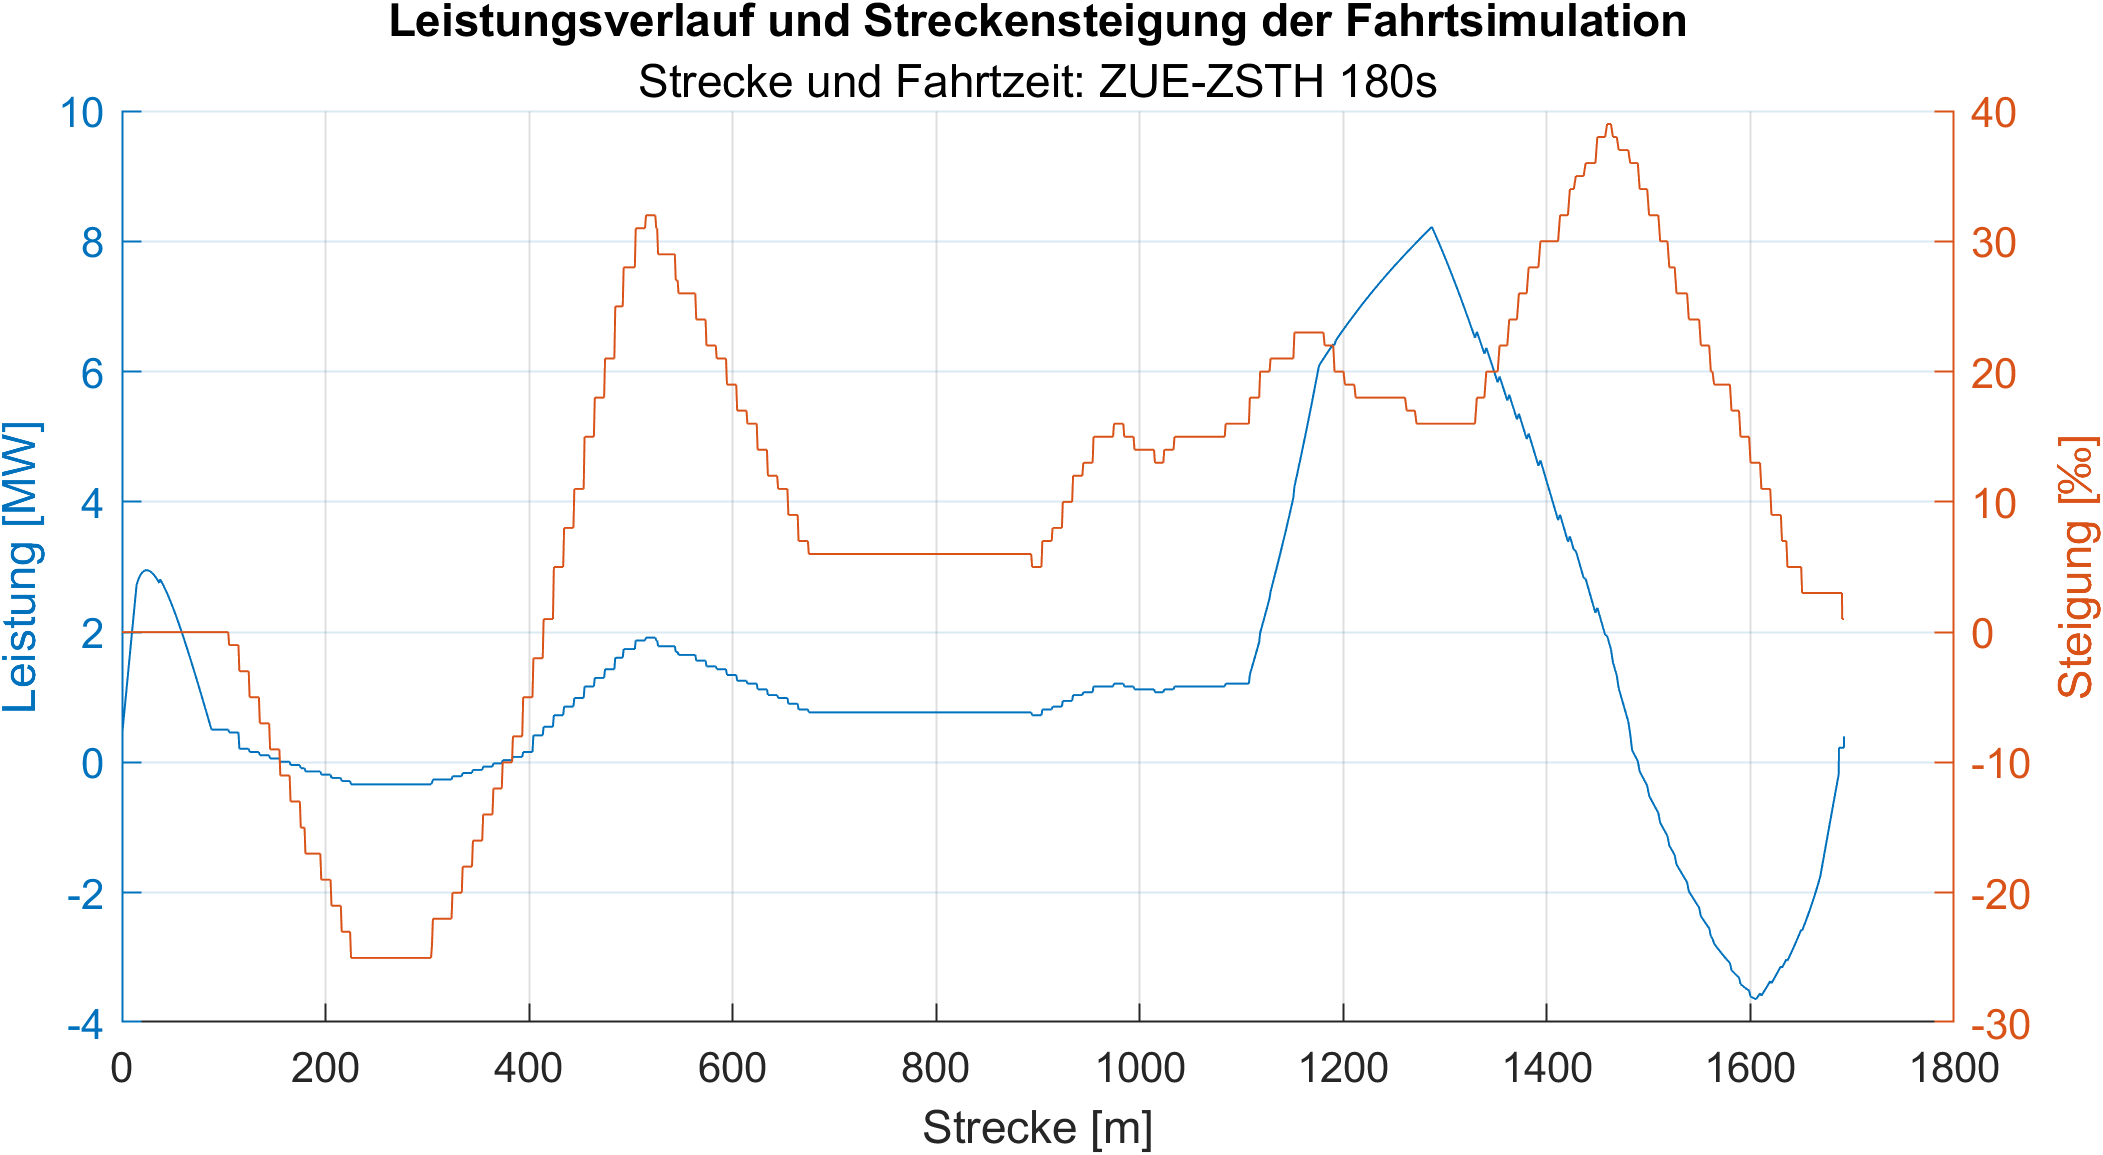 Leistungsverlauf und Streckensteigung der Fahrtsimulation
Strecke und Fahrtzeit: ZUE-ZSTH 180s
Leistung [MW]
10
8
6
4
2
0
-2
-4
Steigung [‰]
40
30
20
10
0
-10
-20
-30
0 200 400 600 800 1000 1200 1400 1600 1800
Strecke [m]